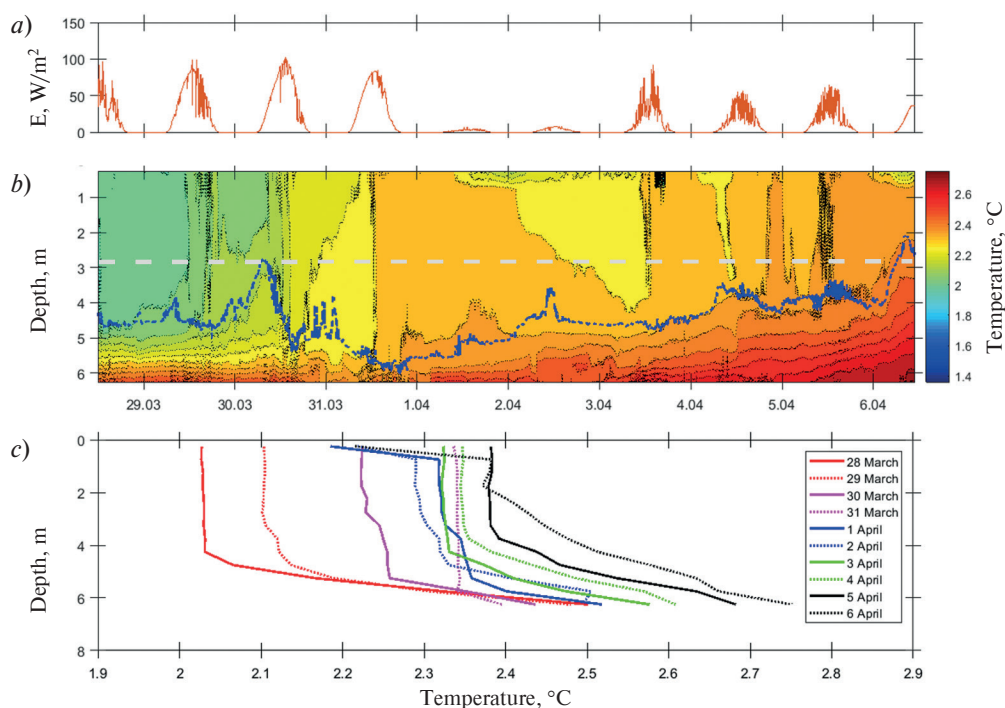 a)
150
100
50
0
E, W/m²
b)
1
2
3
4
5
6
Depth, m
29.03 30.03 31.03 1.04 2.04 3.04 4.04 5.04 6.04
2.6
2.4
2.2
2
1.8
1.6
1.4
Temperature, °C
c)
0
2
4
6
8
Depth, m
28 March
29 March
30 March
31 March
1 April
2 April
3 April
4 April
5 April
6 April
1.9 2 2.1 2.2 2.3 2.4 2.5 2.6 2.7 2.8 2.9
Temperature, °C